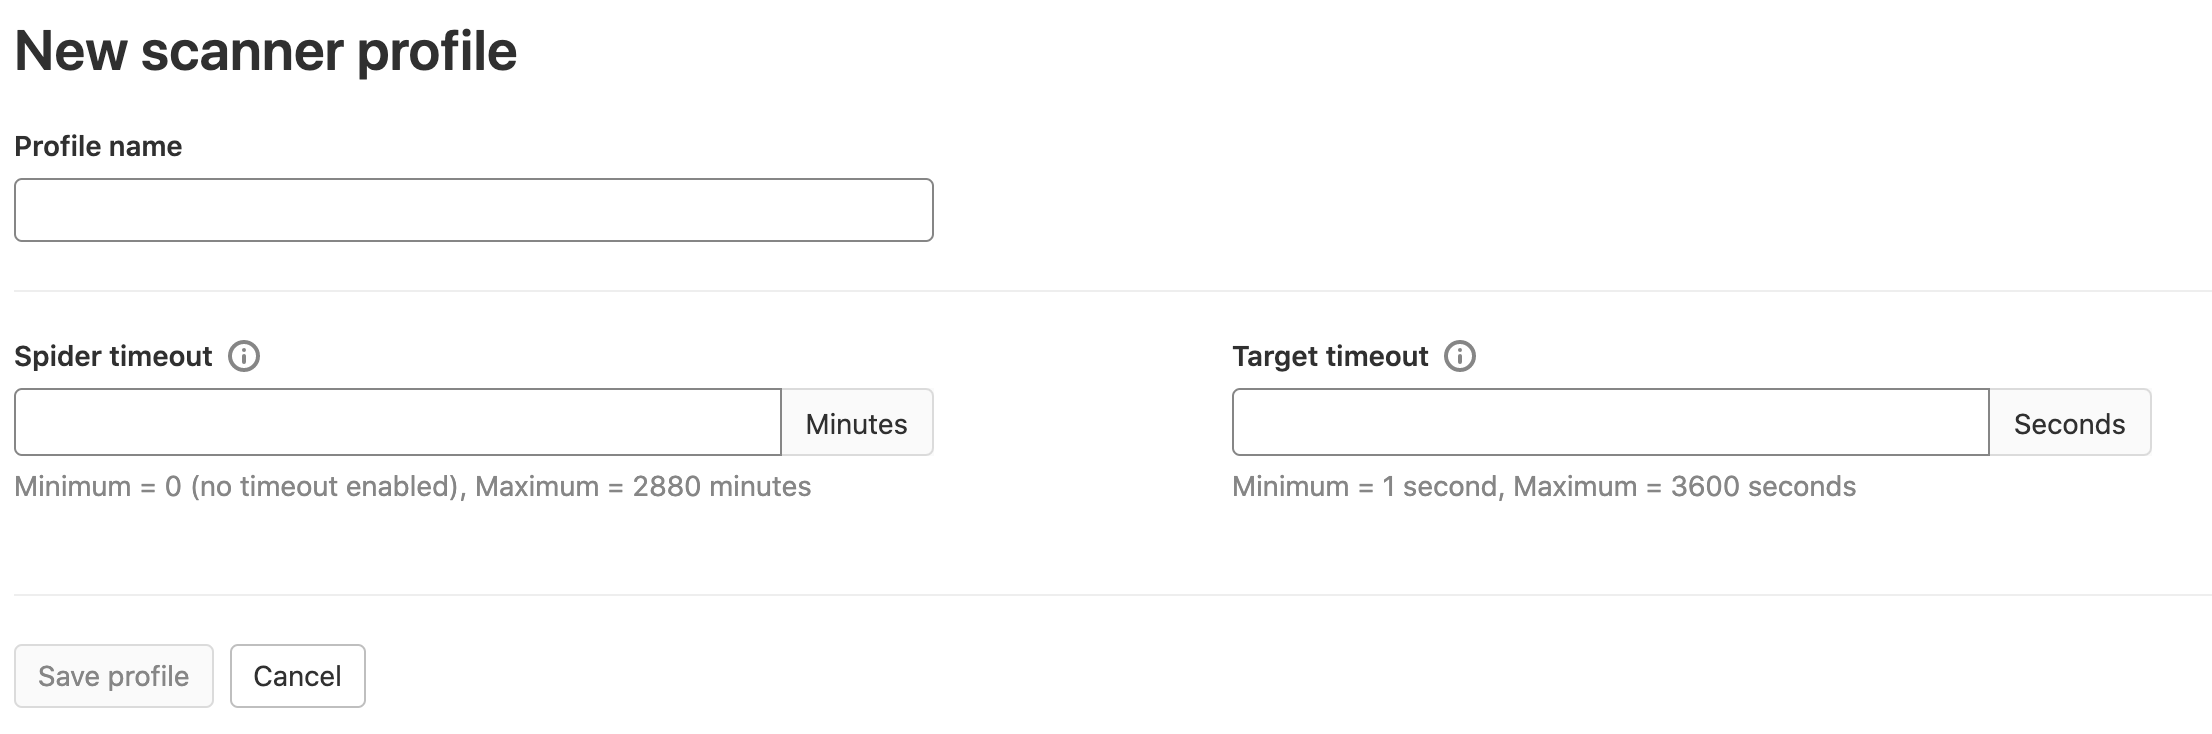 New scanner profile
Profile name
Spider timeout
Minutes
Minimum = 0 (no timeout enabled), Maximum = 2880 minutes
Target timeout
Seconds
Minimum = 1 second, Maximum = 3600 seconds
Save profile
Cancel